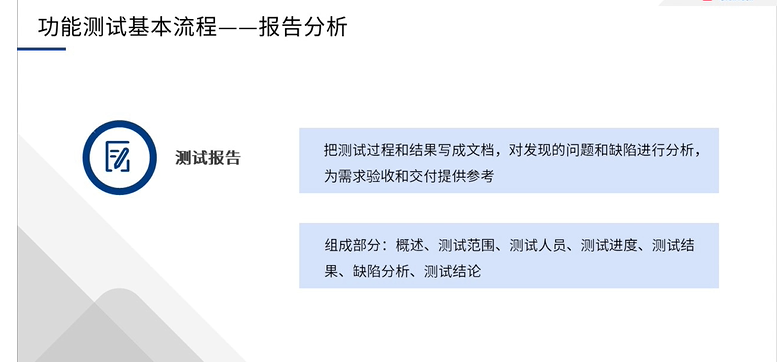 功能测试基本流程——报告分析
测试报告
把测试过程和结果写成文档，对发现的问题和缺陷进行分析，
为需求验收和交付提供参考
组成部分：概述、测试范围、测试人员、测试进度、测试结
果、缺陷分析、测试结论